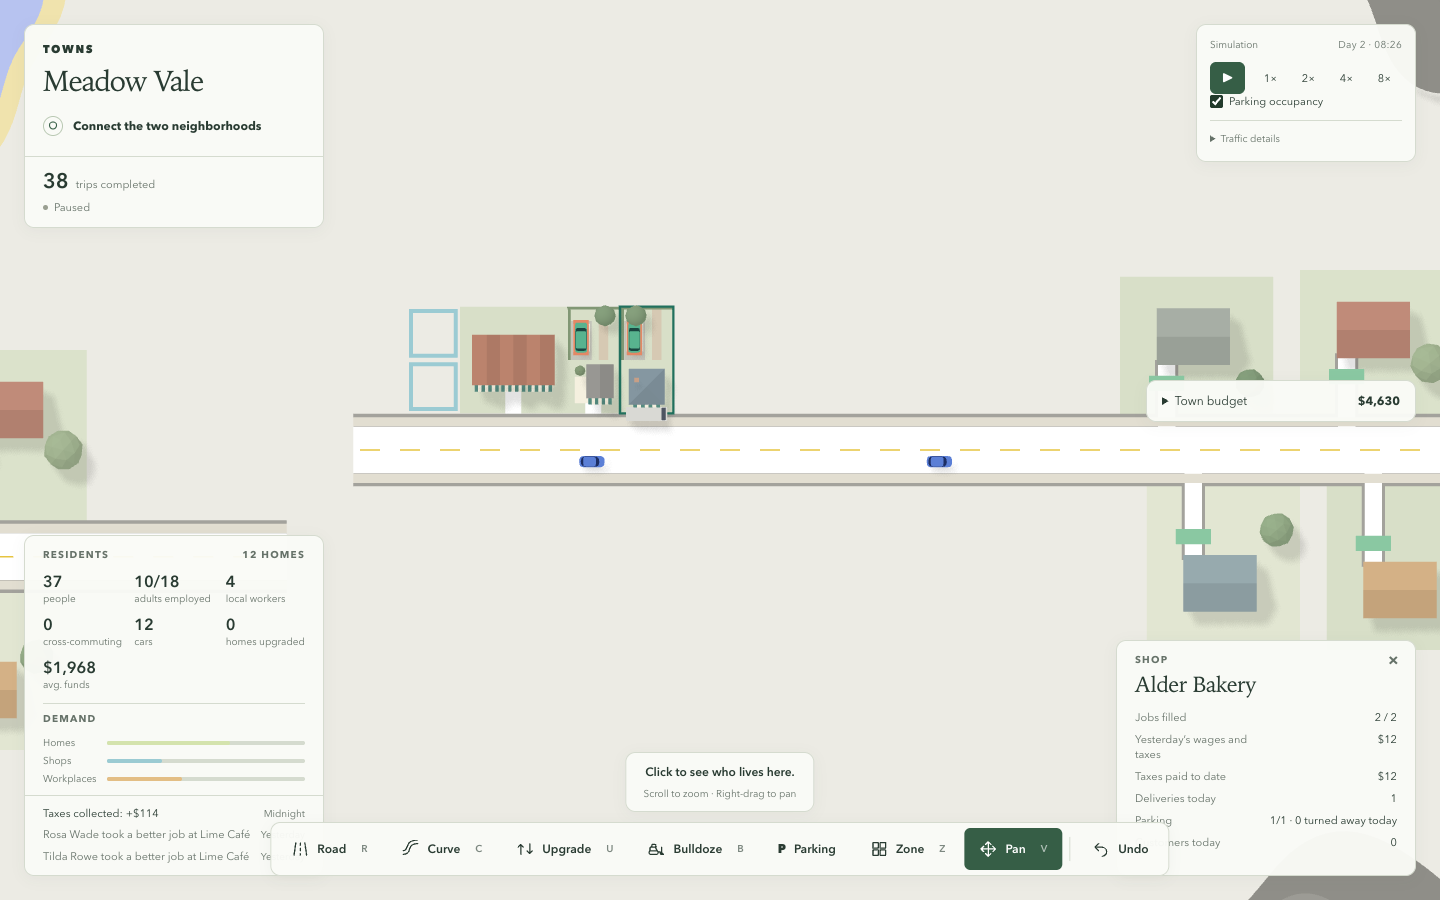 TOWNS
Meadow Vale
Connect the two neighborhoods
38 trips completed
Paused
Simulation Day 2 · 08:26
1× 2× 4× 8×
Parking occupancy
Traffic details
Town budget $4,630
RESIDENTS 12 HOMES
37 10/18 4
people adults employed local workers
0 12 0
cross-commuting cars homes upgraded
$1,968
avg. funds
DEMAND
Homes
Shops
Workplaces
Taxes collected: +$114 Midnight
Rosa Wade took a better job at Lime Café
Tilda Rowe took a better job at Lime Café
Click to see who lives here.
Scroll to zoom · Right-drag to pan
SHOP
Alder Bakery
Jobs filled 2 / 2
Yesterday's wages and taxes $12
Taxes paid to date $12
Deliveries today 1
Parking 1/1 · 0 turned away today
today 0
Road R Curve C Upgrade U Bulldoze B P Parking Zone Z Pan V Undo